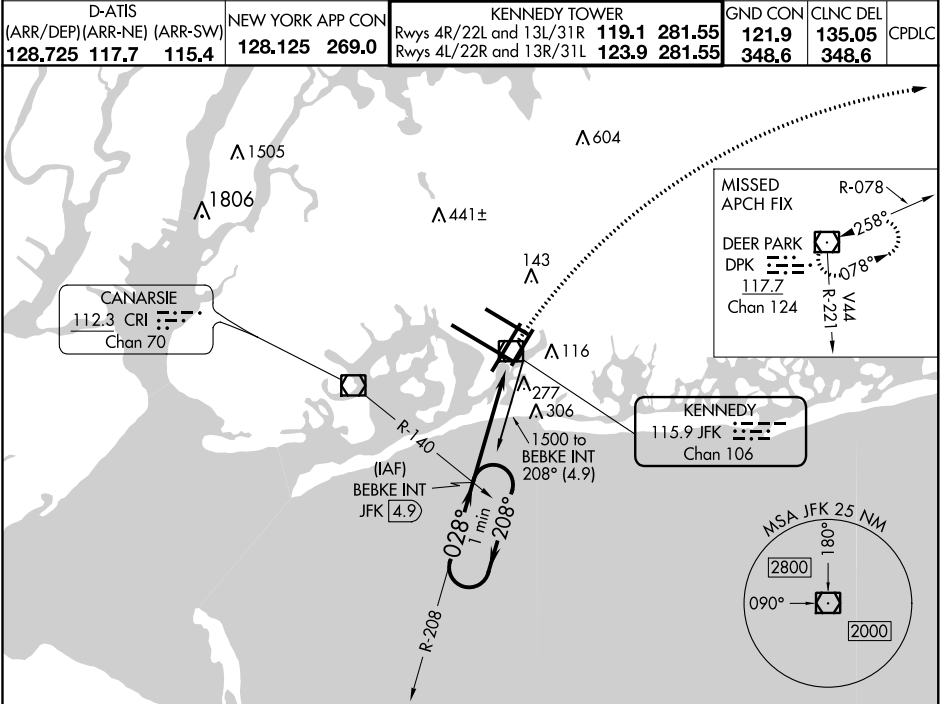 D-ATIS
(ARR/DEP) (ARR-NE) (ARR-SW)
128.725 117.7 115.4
NEW YORK APP CON
128.125 269.0
KENNEDY TOWER
Rwys 4R/22L and 13L/31R 119.1 281.55
Rwys 4L/22R and 13R/31L 123.9 281.55
GND CON
121.9
348.6
CLNC DEL
135.05
348.6
CPDLC
1505
604
1806
441±
143
MISSED
APCH FIX
R-078
258°
DEER PARK
DPK
117.7
Chan 124
078°
V44
R-221
CANARSIE
112.3 CRI
Chan 70
116
277
306
KENNEDY
115.9 JFK
Chan 106
R-140
1500 to
BEBKE INT
208° (4.9)
(IAF)
BEBKE INT
JFK 4.9
028°
1 min
208°
R-208
MSA JFK 25 NM
180°
2800
090°
2000